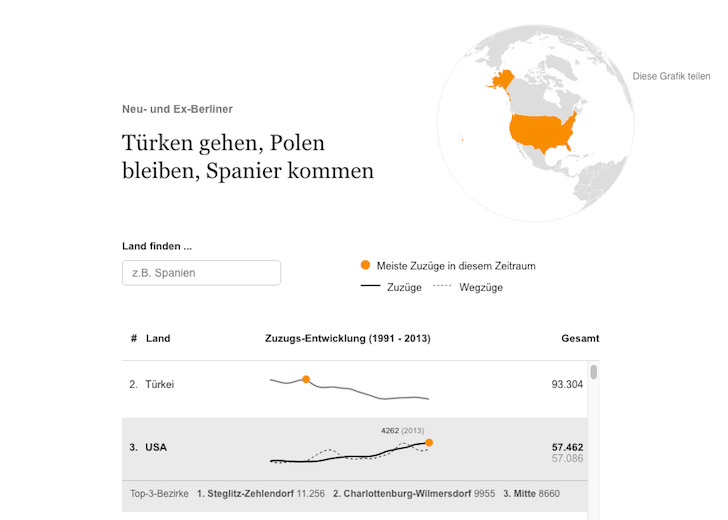 Diese Grafik teilen
Neu- und Ex-Berliner
Türken gehen, Polen
bleiben, Spanier kommen
Land finden ...
z.B. Spanien
Meiste Zuzüge in diesem Zeitraum
Zuzüge Wegzüge
# Land Zuzugs-Entwicklung (1991 - 2013) Gesamt
2. Türkei 93.304
4262 (2013)
3. USA 57.462
57.086
Top-3-Bezirke 1. Steglitz-Zehlendorf 11.256 2. Charlottenburg-Wilmersdorf 9955 3. Mitte 8660